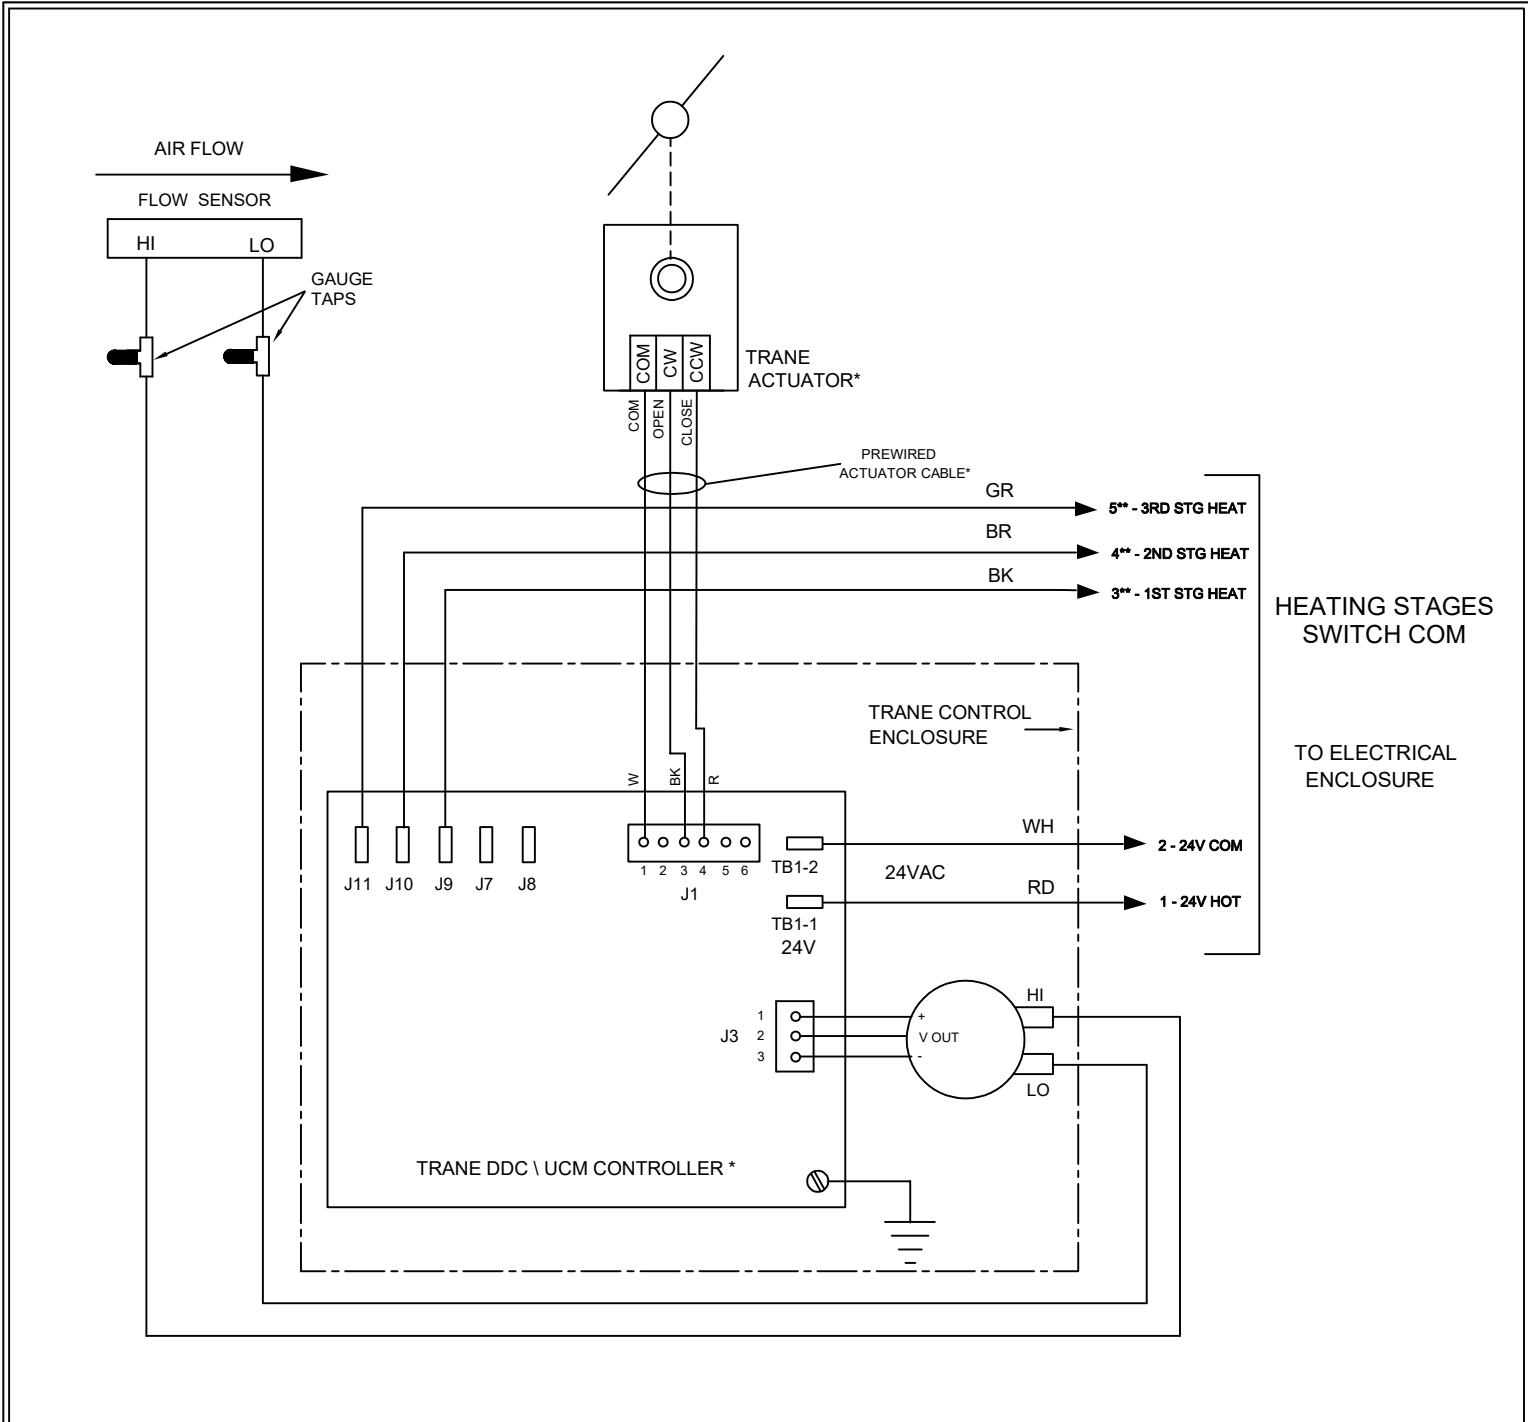 AIR FLOW
FLOW SENSOR
HI
LO
GAUGE
TAPS
COM
CW
CCW
TRANE
ACTUATOR*
COM
OPEN
CLOSE
PREWIRED
ACTUATOR CABLE*
GR
5** - 3RD STG HEAT
BR
4** - 2ND STG HEAT
BK
3** - 1ST STG HEAT
HEATING STAGES
SWITCH COM
TRANE CONTROL
ENCLOSURE
TO ELECTRICAL
ENCLOSURE
W
BK
R
J11
J10
J9
J7
J8
1 2 3 4 5 6
J1
TB1-2
WH
2 - 24V COM
24VAC
RD
1 - 24V HOT
TB1-1
24V
J3
1
2
3
+
V OUT
-
HI
LO
TRANE DDC \ UCM CONTROLLER *